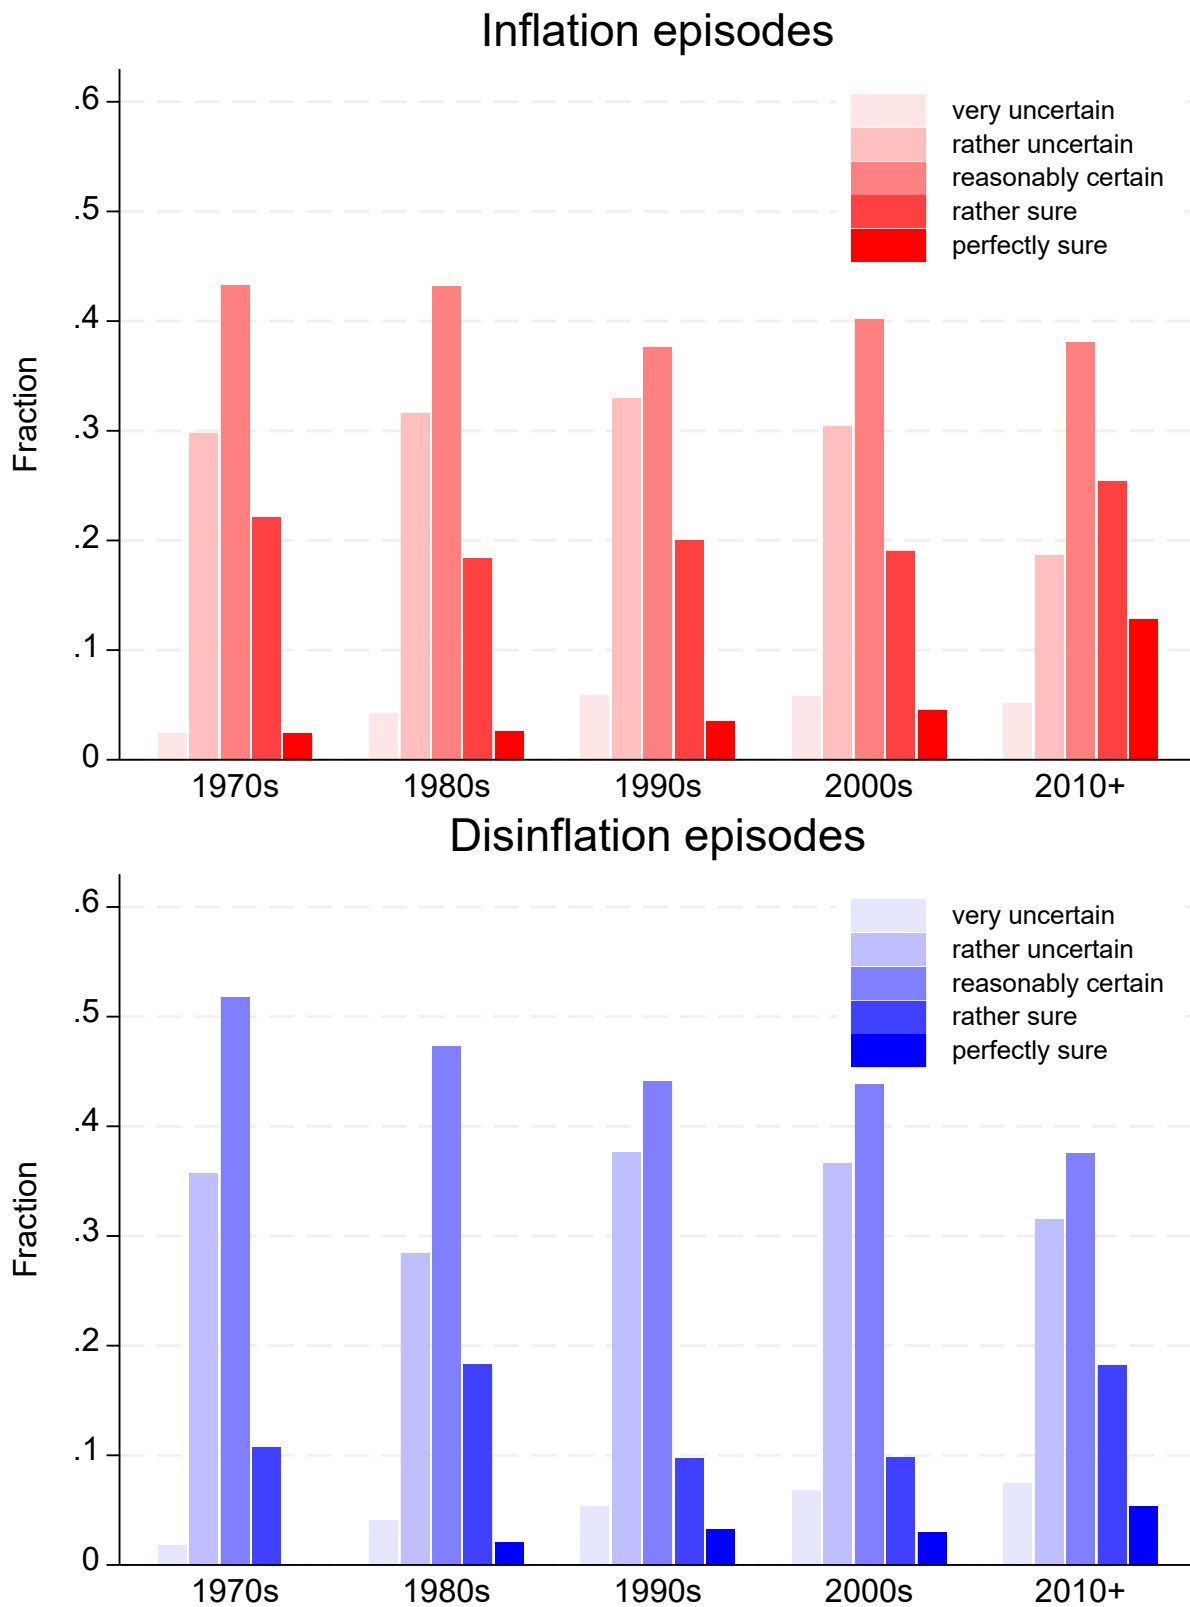 Inflation episodes
.6
.5
.4
.3
.2
.1
0
Fraction
very uncertain
rather uncertain
reasonably certain
rather sure
perfectly sure
1970s 1980s 1990s 2000s 2010+
Disinflation episodes
.6
.5
.4
.3
.2
.1
0
Fraction
very uncertain
rather uncertain
reasonably certain
rather sure
perfectly sure
1970s 1980s 1990s 2000s 2010+